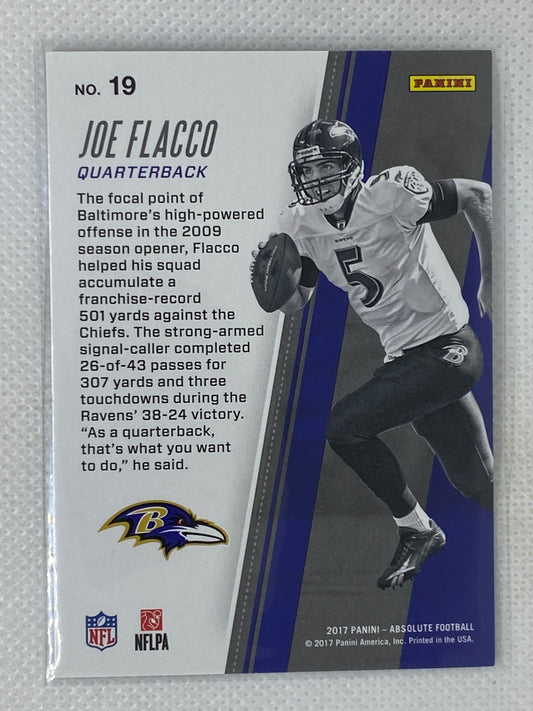 NO. 19
PANINI
JOE FLACCO
QUARTERBACK
The focal point of
Baltimore's high-powered
offense in the 2009
season opener, Flacco
helped his squad
accumulate a
franchise-record
501 yards against the
Chiefs. The strong-armed
signal-caller completed
26-of-43 passes for
307 yards and three
touchdowns during the
Ravens' 38-24 victory.
“As a quarterback,
that's what you want
to do,” he said.
RAVENS
5
B
B
NFL
NFLPA
2017 PANINI – ABSOLUTE FOOTBALL
© 2017 Panini America, Inc. Printed in the USA.